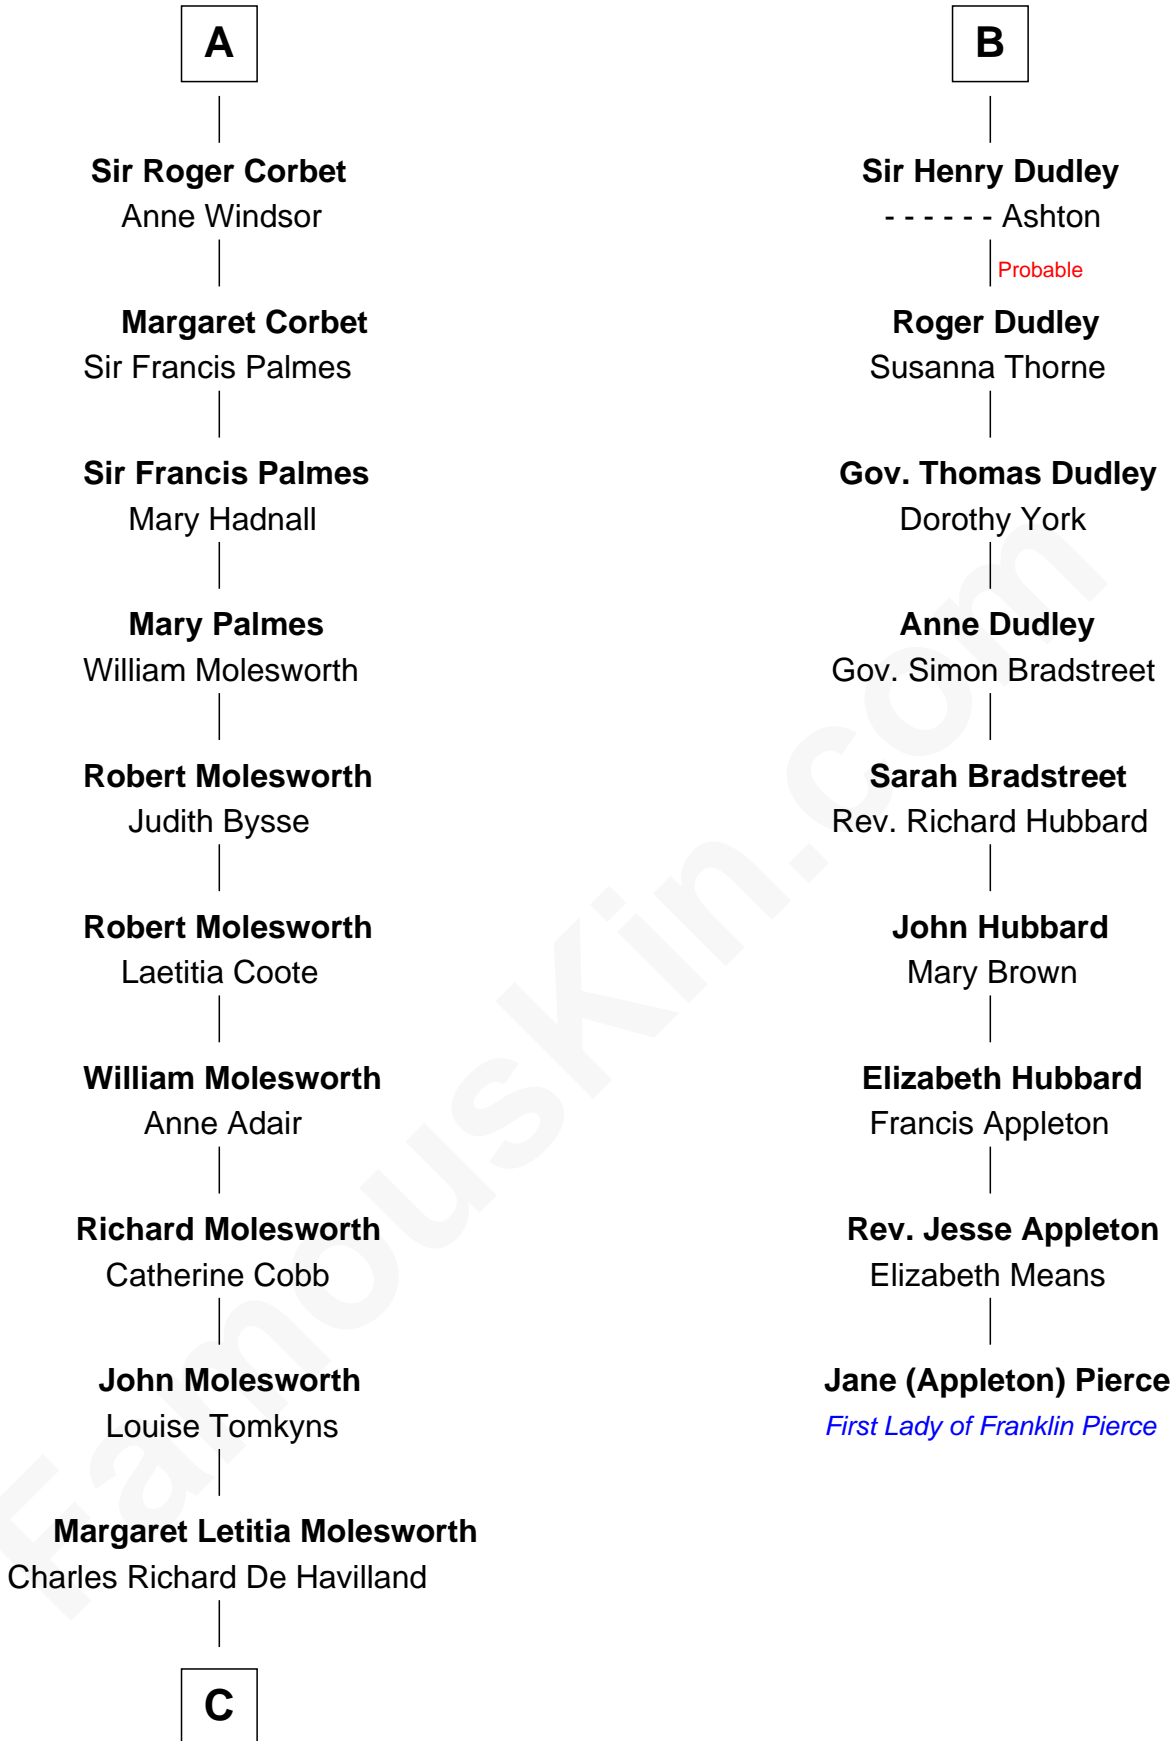 A
Sir Roger Corbet
Anne Windsor
Margaret Corbet
Sir Francis Palmes
Sir Francis Palmes
Mary Hadnall
Mary Palmes
William Molesworth
Robert Molesworth
Judith Bysse
Robert Molesworth
Laetitia Coote
William Molesworth
Anne Adair
Richard Molesworth
Catherine Cobb
John Molesworth
Louise Tomkyns
Margaret Letitia Molesworth
Charles Richard De Havilland
C
B
Sir Henry Dudley
- - - - - - Ashton
Probable
Roger Dudley
Susanna Thorne
Gov. Thomas Dudley
Dorothy York
Anne Dudley
Gov. Simon Bradstreet
Sarah Bradstreet
Rev. Richard Hubbard
John Hubbard
Mary Brown
Elizabeth Hubbard
Francis Appleton
Rev. Jesse Appleton
Elizabeth Means
Jane (Appleton) Pierce
First Lady of Franklin Pierce
FamousKin.com